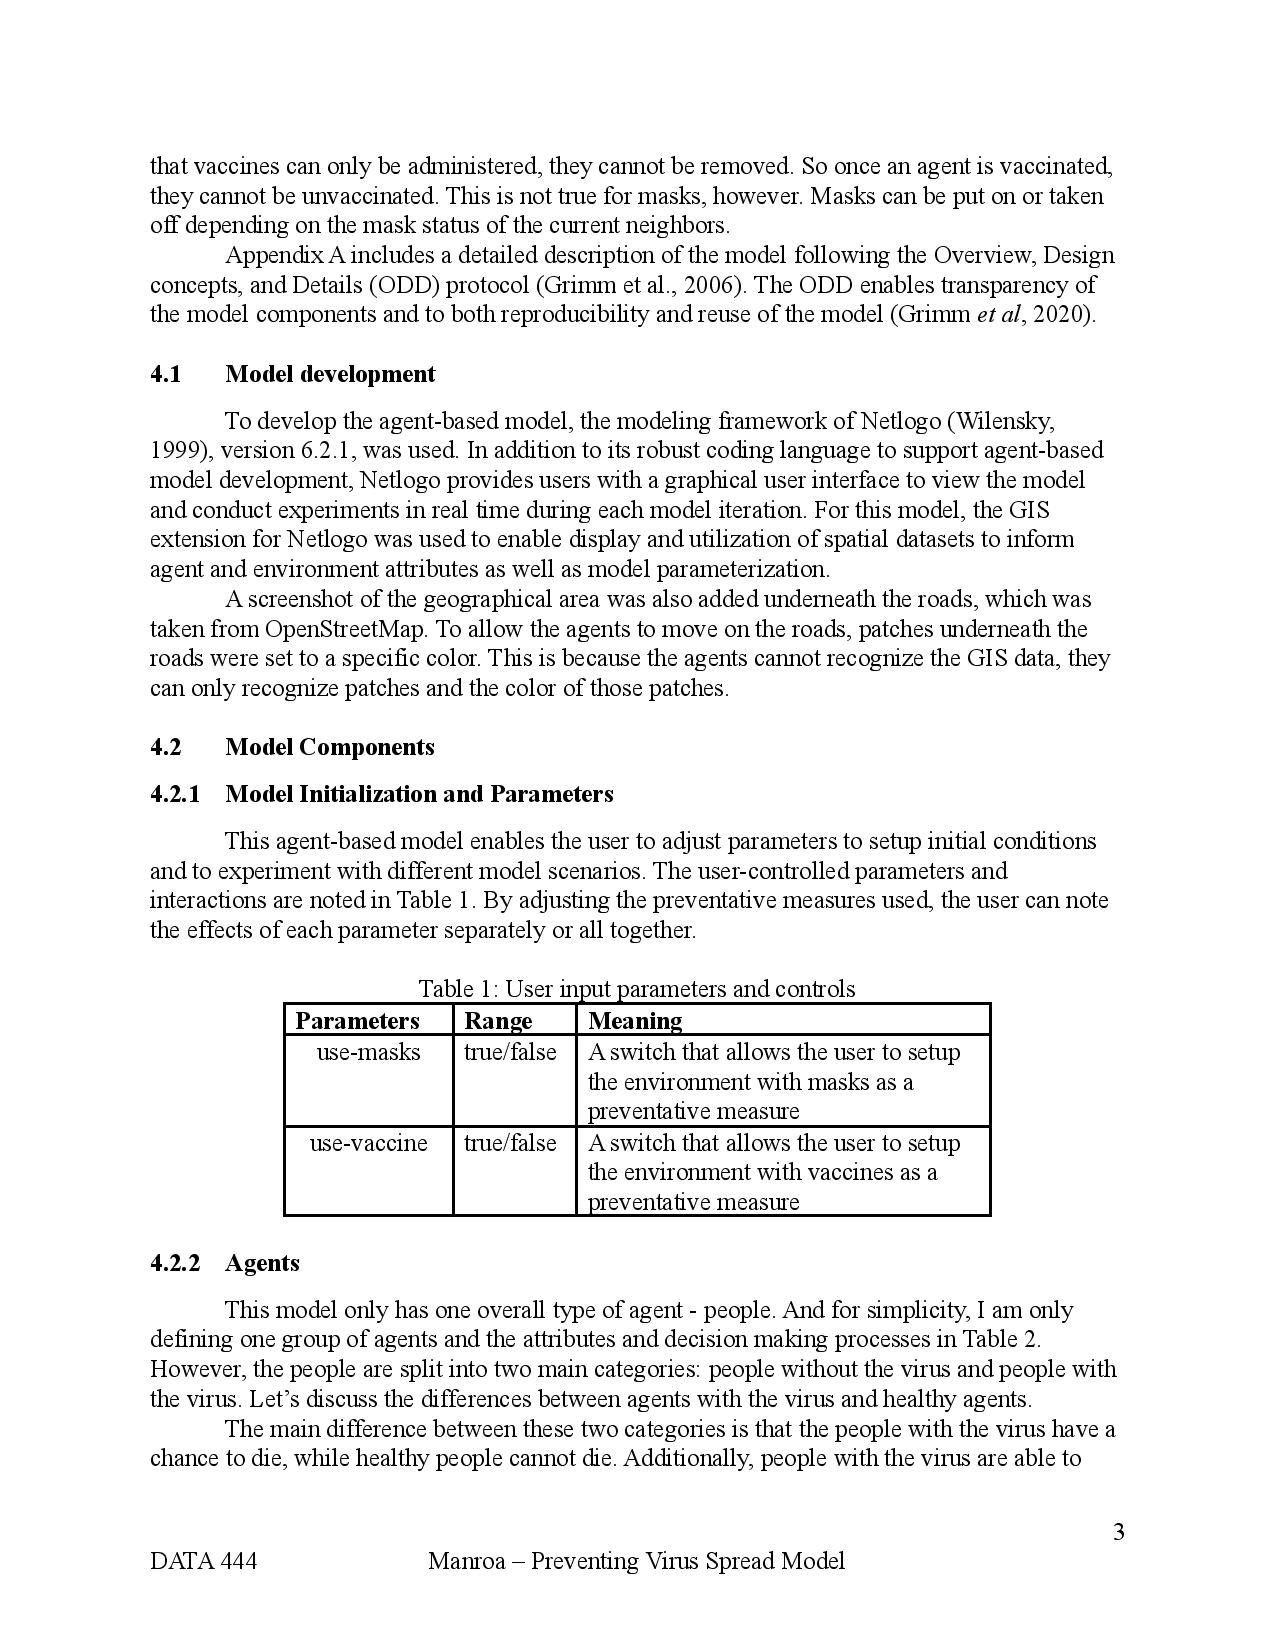 that vaccines can only be administered, they cannot be removed. So once an agent is vaccinated,
they cannot be unvaccinated. This is not true for masks, however. Masks can be put on or taken
off depending on the mask status of the current neighbors.
Appendix A includes a detailed description of the model following the Overview, Design
concepts, and Details (ODD) protocol (Grimm et al., 2006). The ODD enables transparency of
the model components and to both reproducibility and reuse of the model (Grimm et al, 2020).
4.1 Model development
To develop the agent-based model, the modeling framework of Netlogo (Wilensky,
1999), version 6.2.1, was used. In addition to its robust coding language to support agent-based
model development, Netlogo provides users with a graphical user interface to view the model
and conduct experiments in real time during each model iteration. For this model, the GIS
extension for Netlogo was used to enable display and utilization of spatial datasets to inform
agent and environment attributes as well as model parameterization.
A screenshot of the geographical area was also added underneath the roads, which was
taken from OpenStreetMap. To allow the agents to move on the roads, patches underneath the
roads were set to a specific color. This is because the agents cannot recognize the GIS data, they
can only recognize patches and the color of those patches.
4.2 Model Components
4.2.1 Model Initialization and Parameters
This agent-based model enables the user to adjust parameters to setup initial conditions
and to experiment with different model scenarios. The user-controlled parameters and
interactions are noted in Table 1. By adjusting the preventative measures used, the user can note
the effects of each parameter separately or all together.
Table 1: User input parameters and controls
Parameters Range Meaning
use-masks true/false A switch that allows the user to setup
the environment with masks as a
preventative measure
use-vaccine true/false A switch that allows the user to setup
the environment with vaccines as a
preventative measure
4.2.2 Agents
This model only has one overall type of agent - people. And for simplicity, I am only
defining one group of agents and the attributes and decision making processes in Table 2.
However, the people are split into two main categories: people without the virus and people with
the virus. Let’s discuss the differences between agents with the virus and healthy agents.
The main difference between these two categories is that the people with the virus have a
chance to die, while healthy people cannot die. Additionally, people with the virus are able to
3
DATA 444 Manroa – Preventing Virus Spread Model